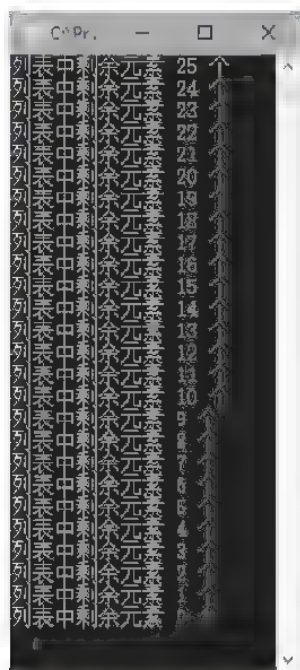 列表中剩余元素 25 个
列表中剩余元素 24 个
列表中剩余元素 23 个
列表中剩余元素 22 个
列表中剩余元素 21 个
列表中剩余元素 20 个
列表中剩余元素 19 个
列表中剩余元素 18 个
列表中剩余元素 17 个
列表中剩余元素 16 个
列表中剩余元素 15 个
列表中剩余元素 14 个
列表中剩余元素 13 个
列表中剩余元素 12 个
列表中剩余元素 11 个
列表中剩余元素 10 个
列表中剩余元素 9 个
列表中剩余元素 8 个
列表中剩余元素 7 个
列表中剩余元素 6 个
列表中剩余元素 5 个
列表中剩余元素 4 个
列表中剩余元素 3 个
列表中剩余元素 2 个
列表中剩余元素 个
列表中剩余元素 个